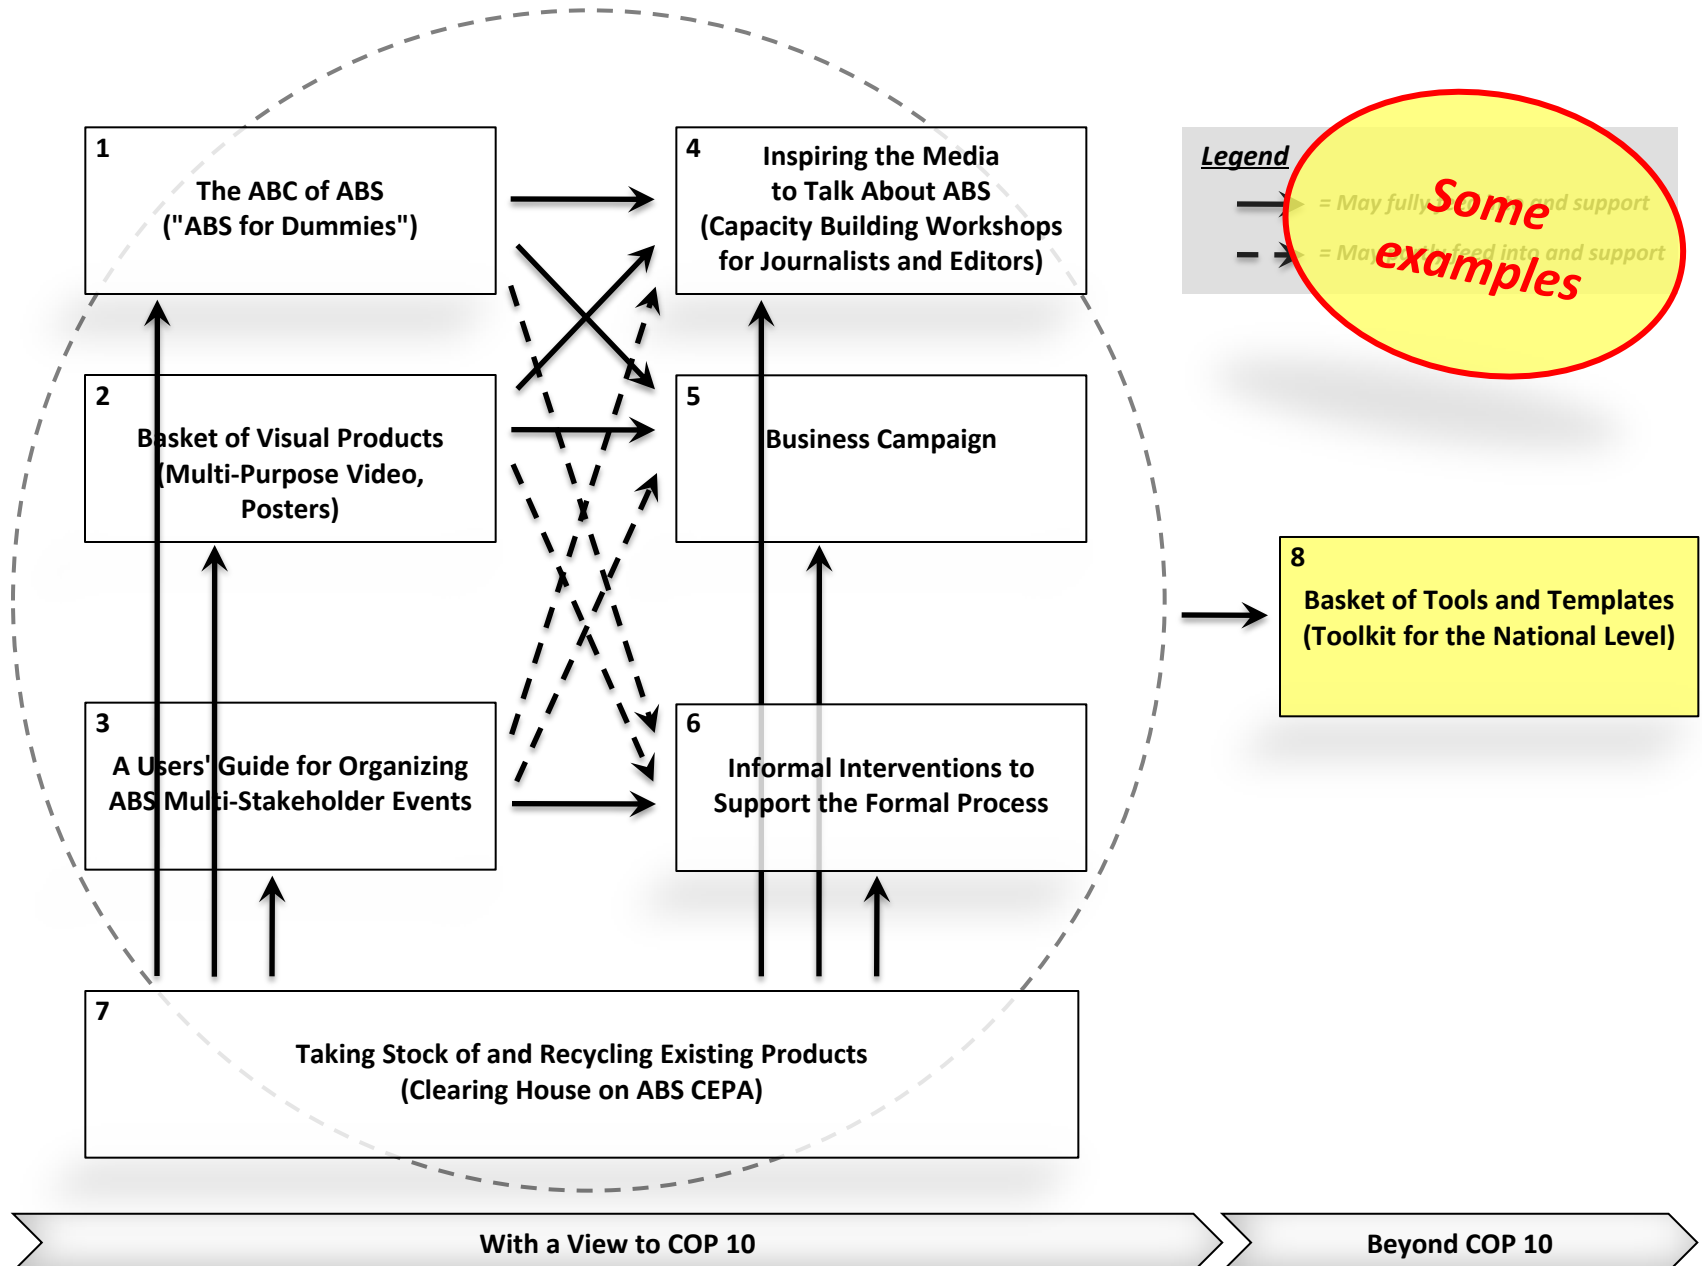 1
The ABC of ABS
("ABS for Dummies")
4
Inspiring the Media
to Talk About ABS
(Capacity Building Workshops
for Journalists and Editors)
Legend
= May fully feed into and support
= May partly feed into and support
Some
examples
2
Basket of Visual Products
(Multi-Purpose Video,
Posters)
5
Business Campaign
8
Basket of Tools and Templates
(Toolkit for the National Level)
3
A Users' Guide for Organizing
ABS Multi-Stakeholder Events
6
Informal Interventions to
Support the Formal Process
7
Taking Stock of and Recycling Existing Products
(Clearing House on ABS CEPA)
With a View to COP 10
Beyond COP 10